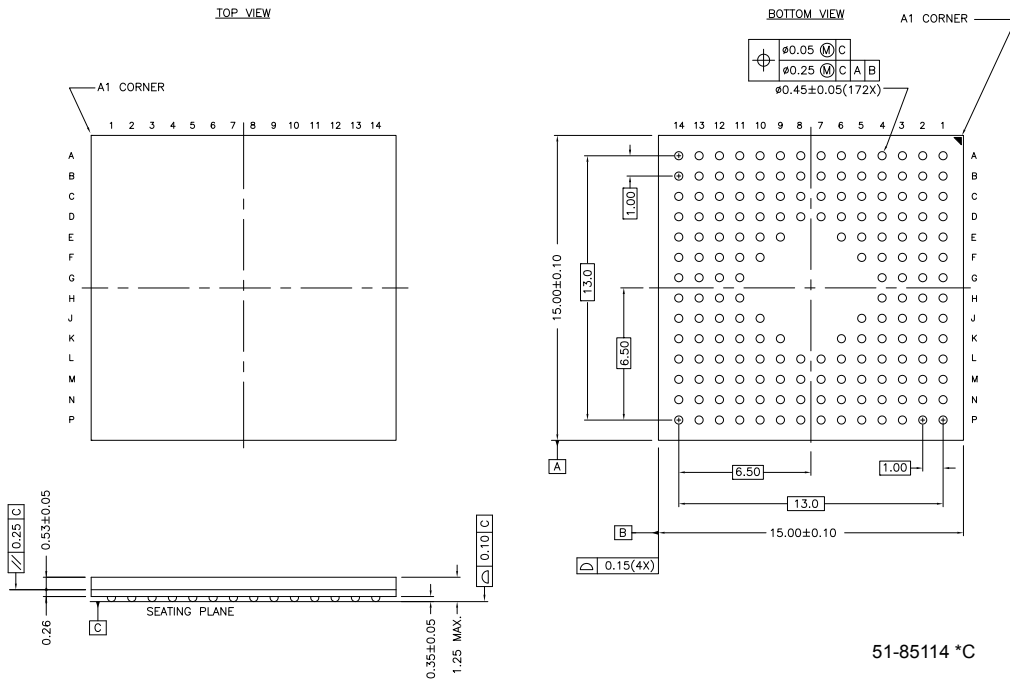 TOP VIEW
A1 CORNER
1 2 3 4 5 6 7 8 9 10 11 12 13 14
A
B
C
D
E
F
G
H
J
K
L
M
N
P
BOTTOM VIEW
A1 CORNER
ø0.05 Ⓜ C
ø0.25 Ⓜ C A B
ø0.45±0.05(172X)
14 13 12 11 10 9 8 7 6 5 4 3 2 1
A
B
C
D
E
F
G
H
J
K
L
M
N
P
1.00
13.0
15.00±0.10
6.50
A
6.50
1.00
13.0
B
15.00±0.10
0.15(4X)
0.25 C
0.53±0.05
0.10 C
SEATING PLANE
C
0.26
0.35±0.05
1.25 MAX.
51-85114 *C